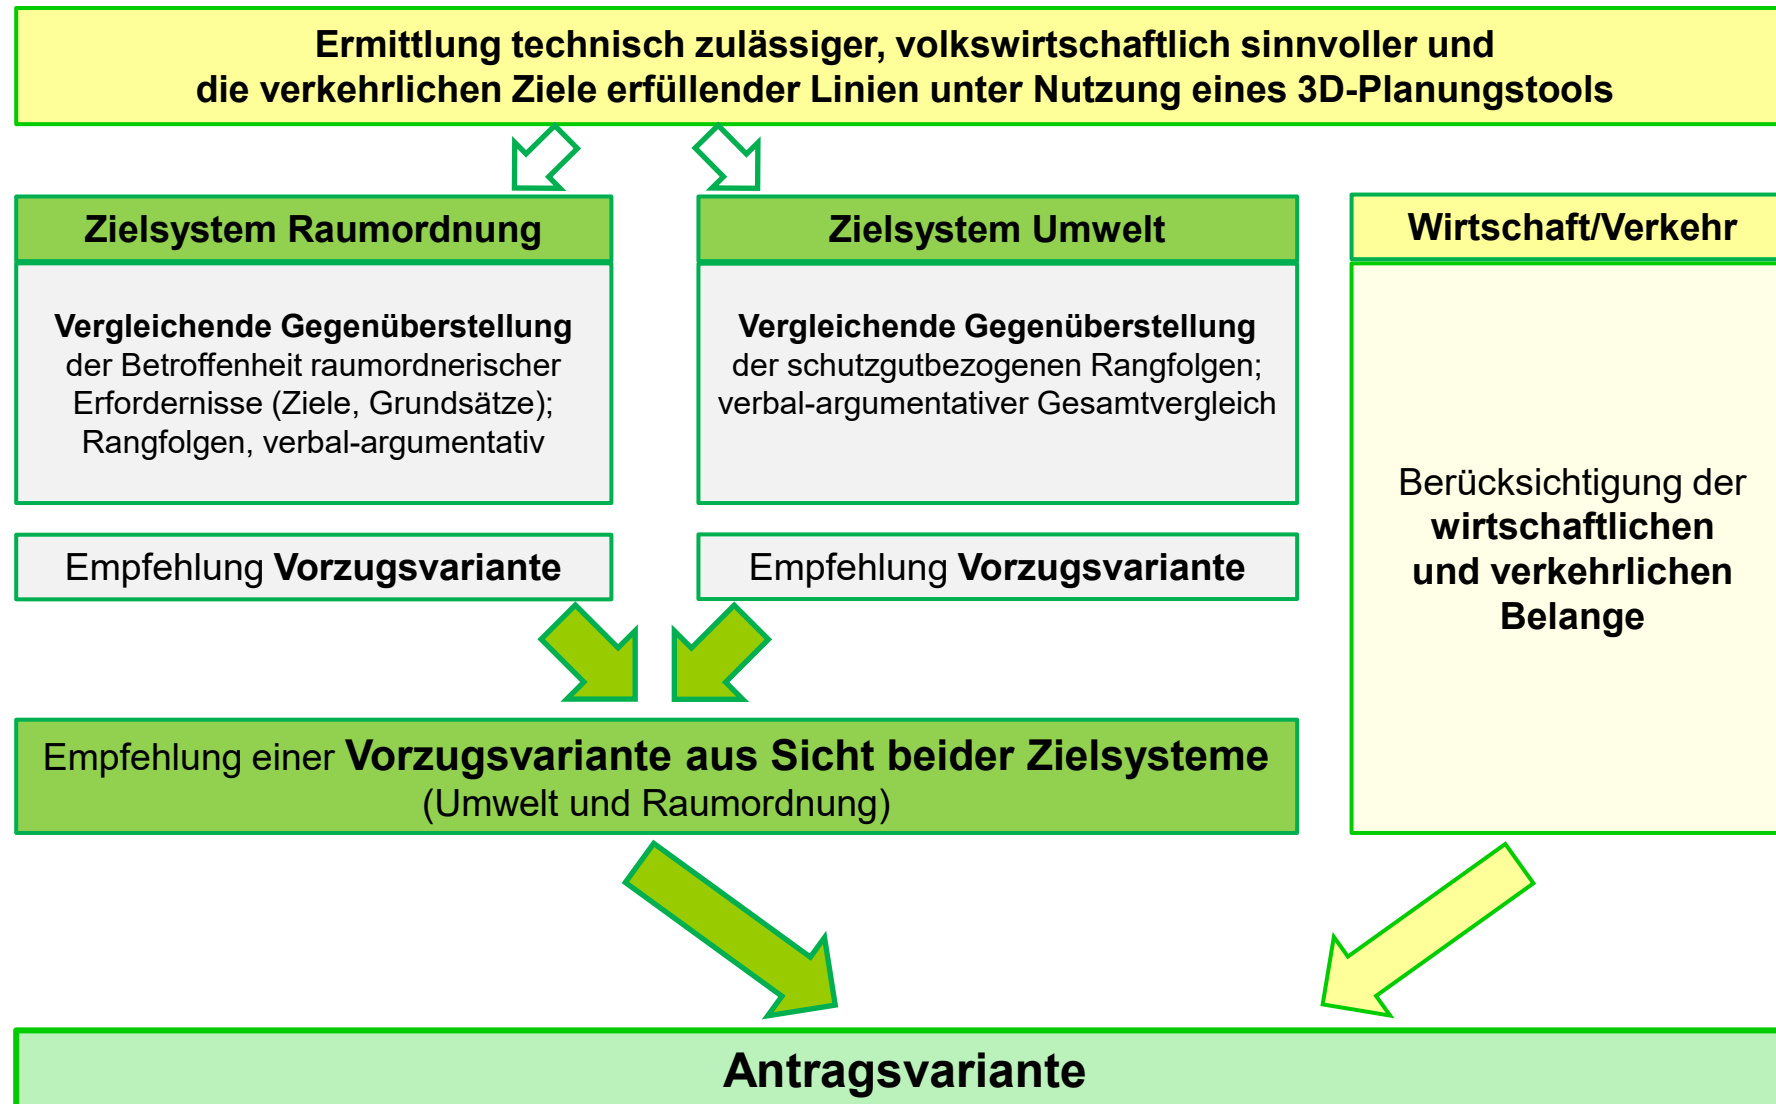 Ermittlung technisch zulässiger, volkswirtschaftlich sinnvoller und
die verkehrlichen Ziele erfüllender Linien unter Nutzung eines 3D-Planungstools
Zielsystem Raumordnung
Vergleichende Gegenüberstellung
der Betroffenheit raumordnerischer
Erfordernisse (Ziele, Grundsätze);
Rangfolgen, verbal-argumentativ
Empfehlung Vorzugsvariante
Zielsystem Umwelt
Vergleichende Gegenüberstellung
der schutzgutbezogenen Rangfolgen;
verbal-argumentativer Gesamtvergleich
Empfehlung Vorzugsvariante
Wirtschaft/Verkehr
Berücksichtigung der
wirtschaftlichen
und verkehrlichen
Belange
Empfehlung einer Vorzugsvariante aus Sicht beider Zielsysteme
(Umwelt und Raumordnung)
Antragsvariante